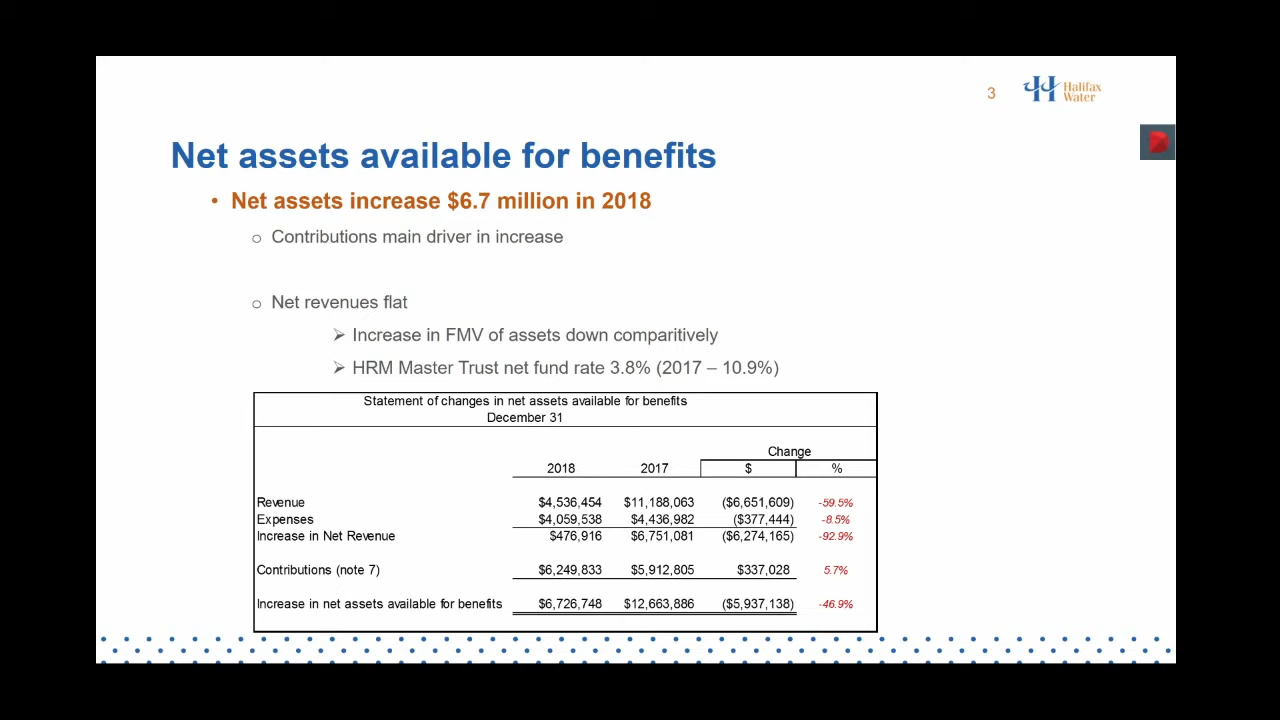 3
Halifax
Water
Net assets available for benefits
• Net assets increase $6.7 million in 2018
o Contributions main driver in increase
o Net revenues flat
➢ Increase in FMV of assets down comparitively
➢ HRM Master Trust net fund rate 3.8% (2017 – 10.9%)
Statement of changes in net assets available for benefits
December 31
Change
2018 2017 $ %
Revenue $4,536,454 $11,188,063 ($6,651,609) -59.5%
Expenses $4,059,538 $4,436,982 ($377,444) -8.5%
Increase in Net Revenue $476,916 $6,751,081 ($6,274,165) -92.9%
Contributions (note 7) $6,249,833 $5,912,805 $337,028 5.7%
Increase in net assets available for benefits $6,726,748 $12,663,886 ($5,937,138) -46.9%